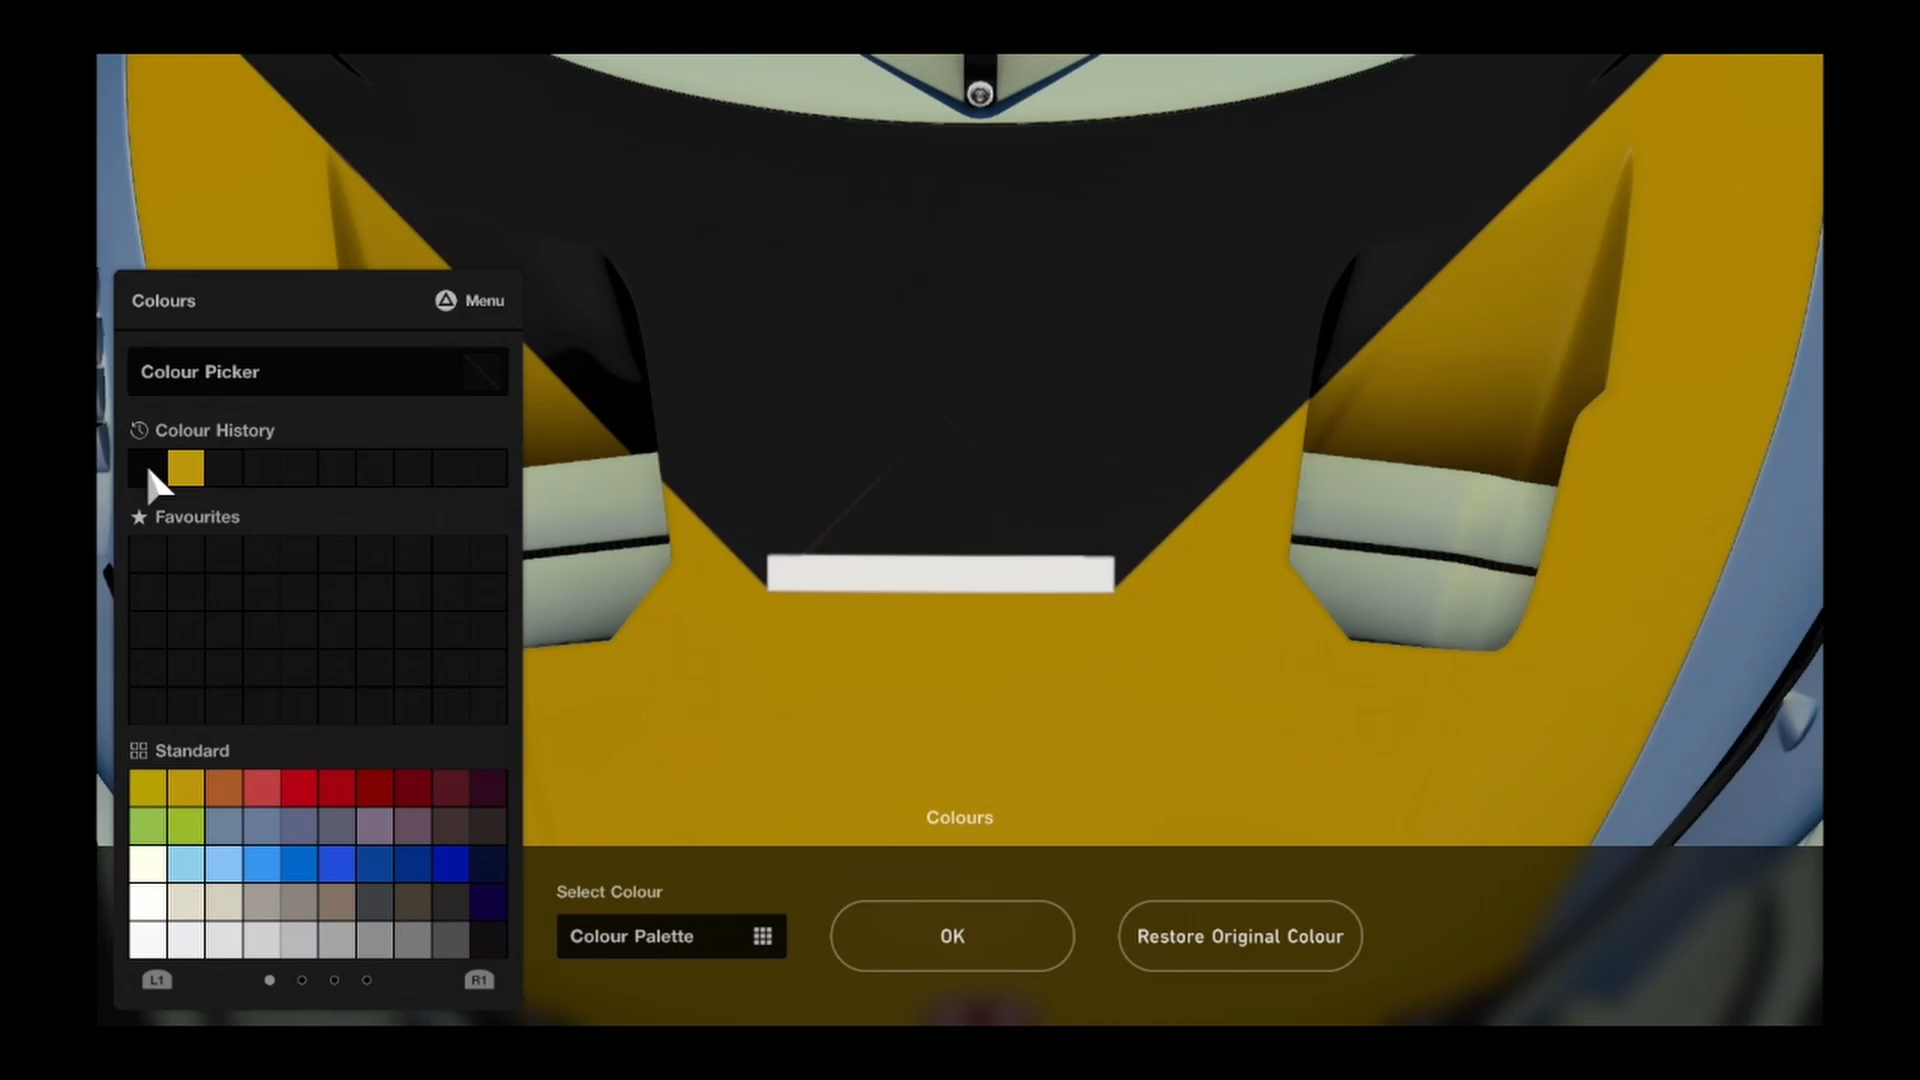 Colours
Menu
Colour Picker
Colour History
Favourites
Standard
L1
R1
Colours
Select Colour
Colour Palette
OK
Restore Original Colour